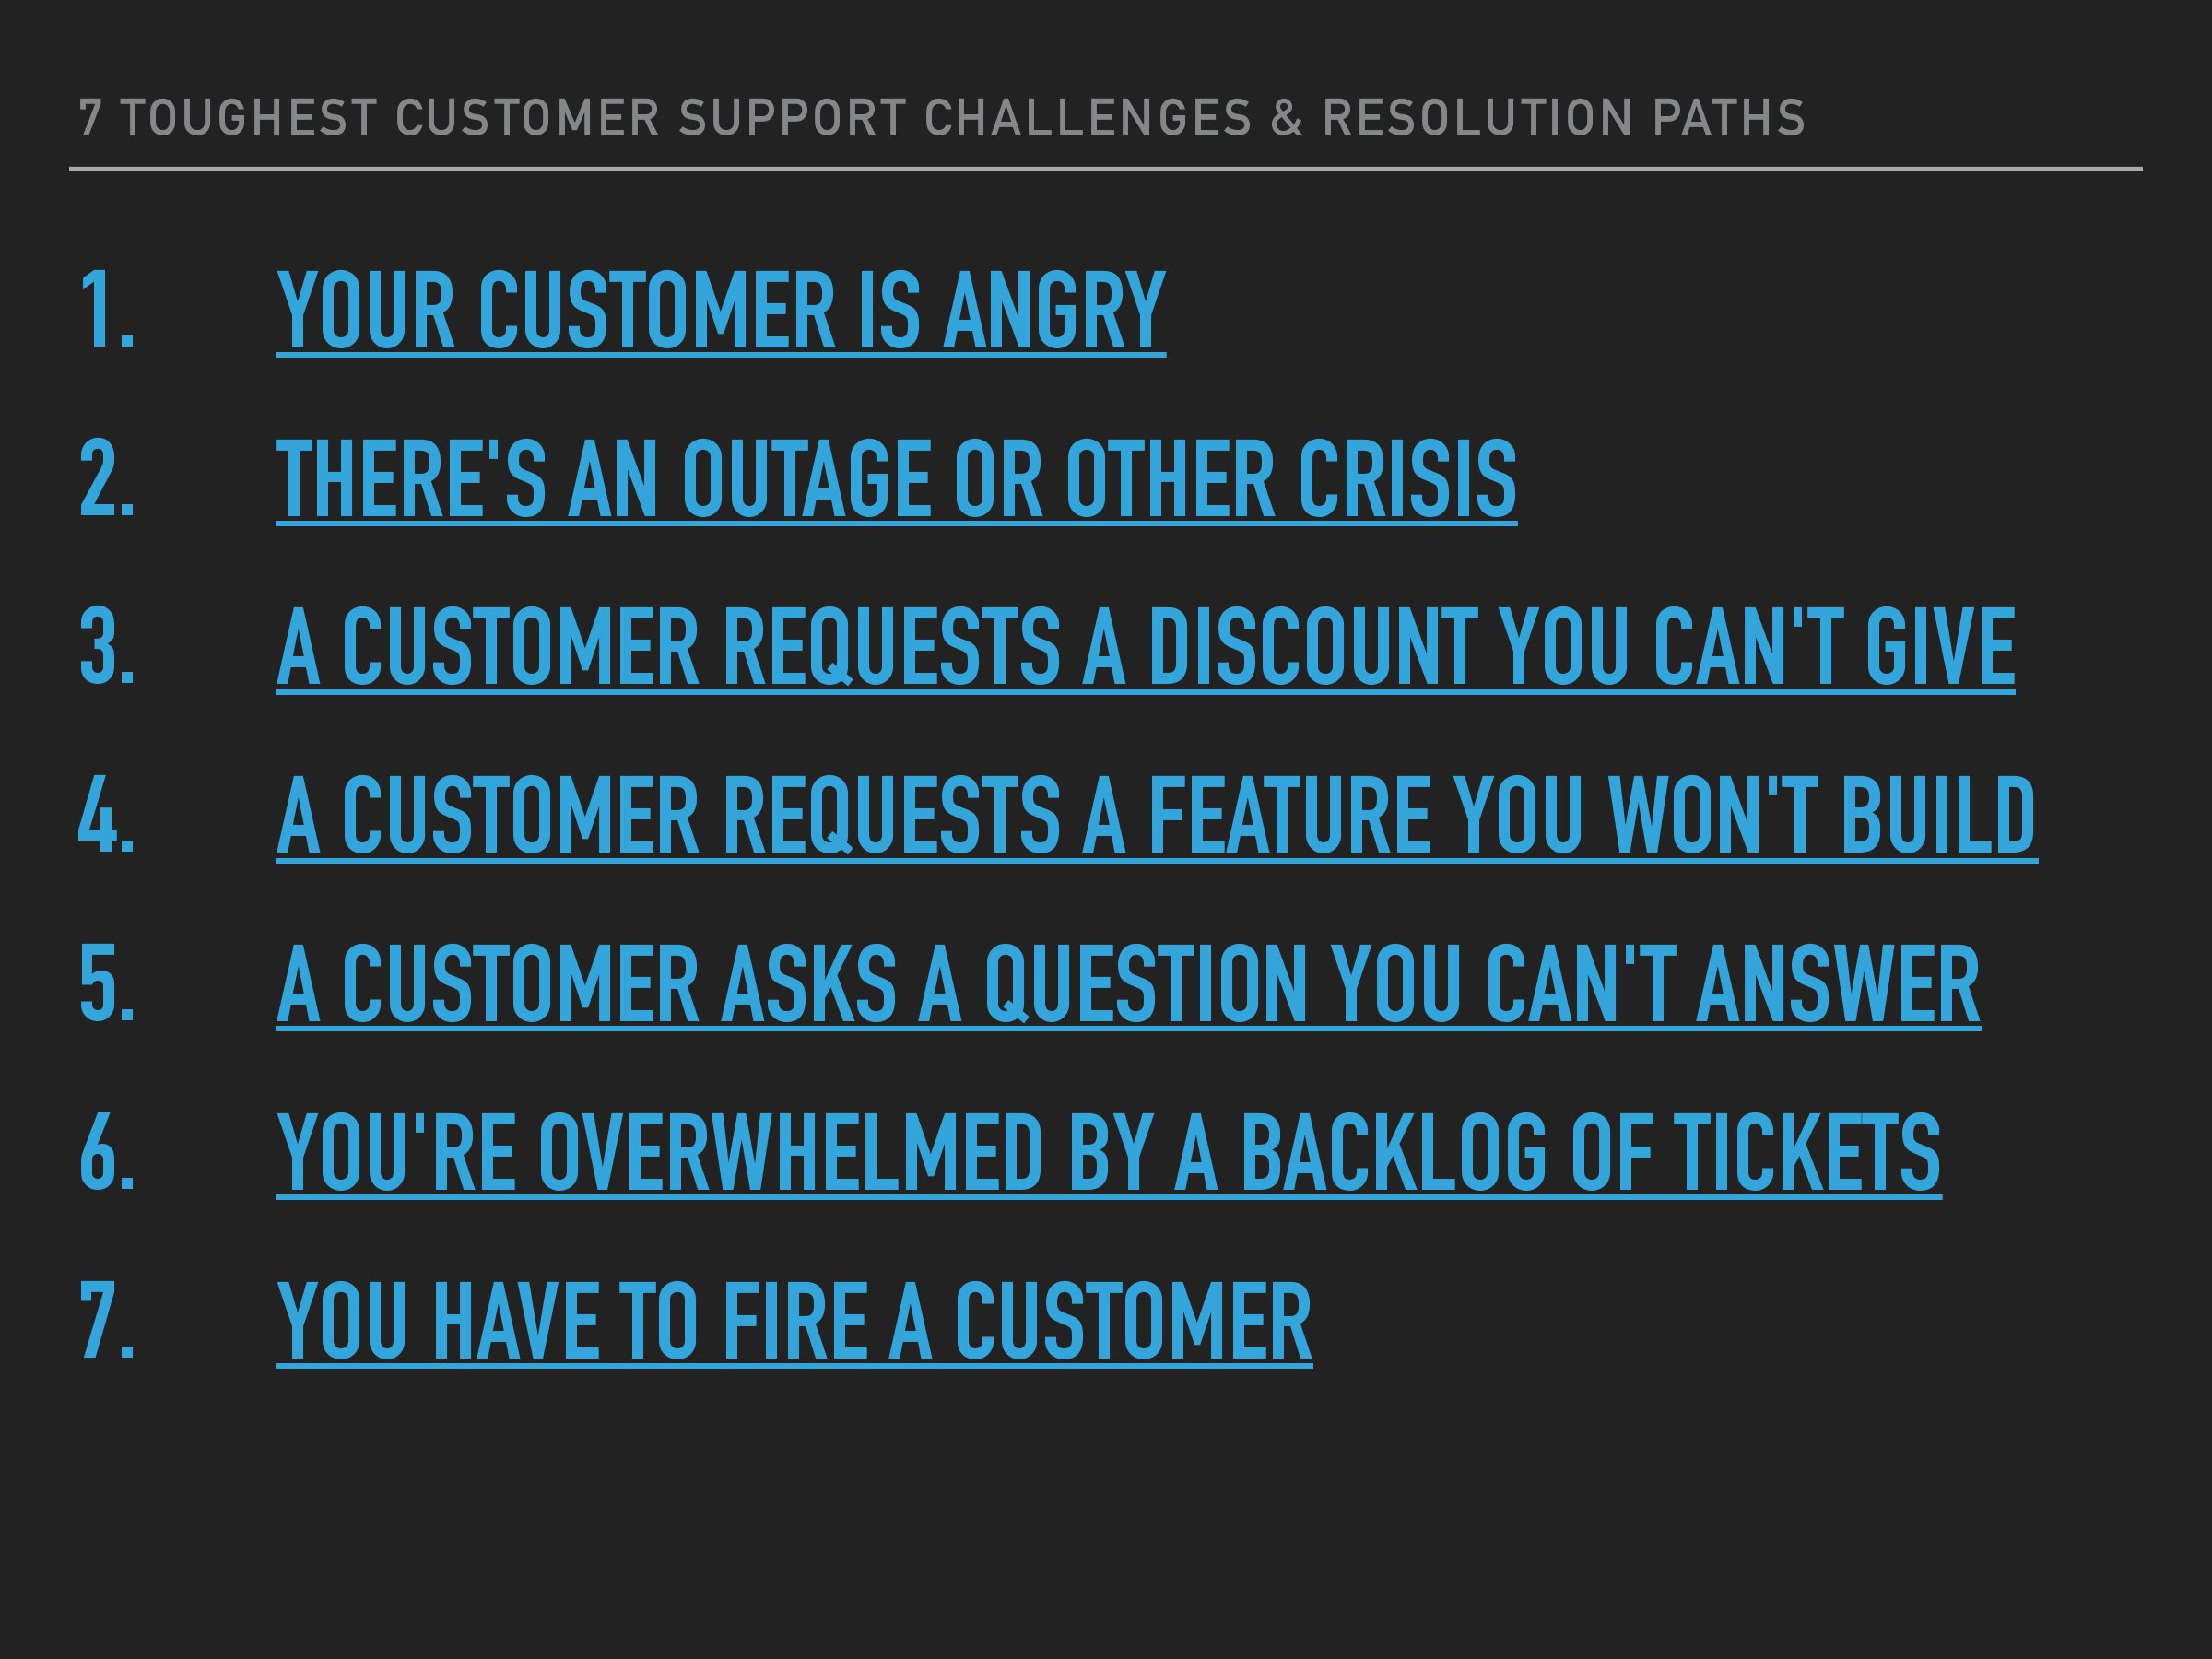 7 TOUGHEST CUSTOMER SUPPORT CHALLENGES & RESOLUTION PATHS
1. YOUR CUSTOMER IS ANGRY
2. THERE'S AN OUTAGE OR OTHER CRISIS
3. A CUSTOMER REQUESTS A DISCOUNT YOU CAN'T GIVE
4. A CUSTOMER REQUESTS A FEATURE YOU WON'T BUILD
5. A CUSTOMER ASKS A QUESTION YOU CAN'T ANSWER
6. YOU'RE OVERWHELMED BY A BACKLOG OF TICKETS
7. YOU HAVE TO FIRE A CUSTOMER